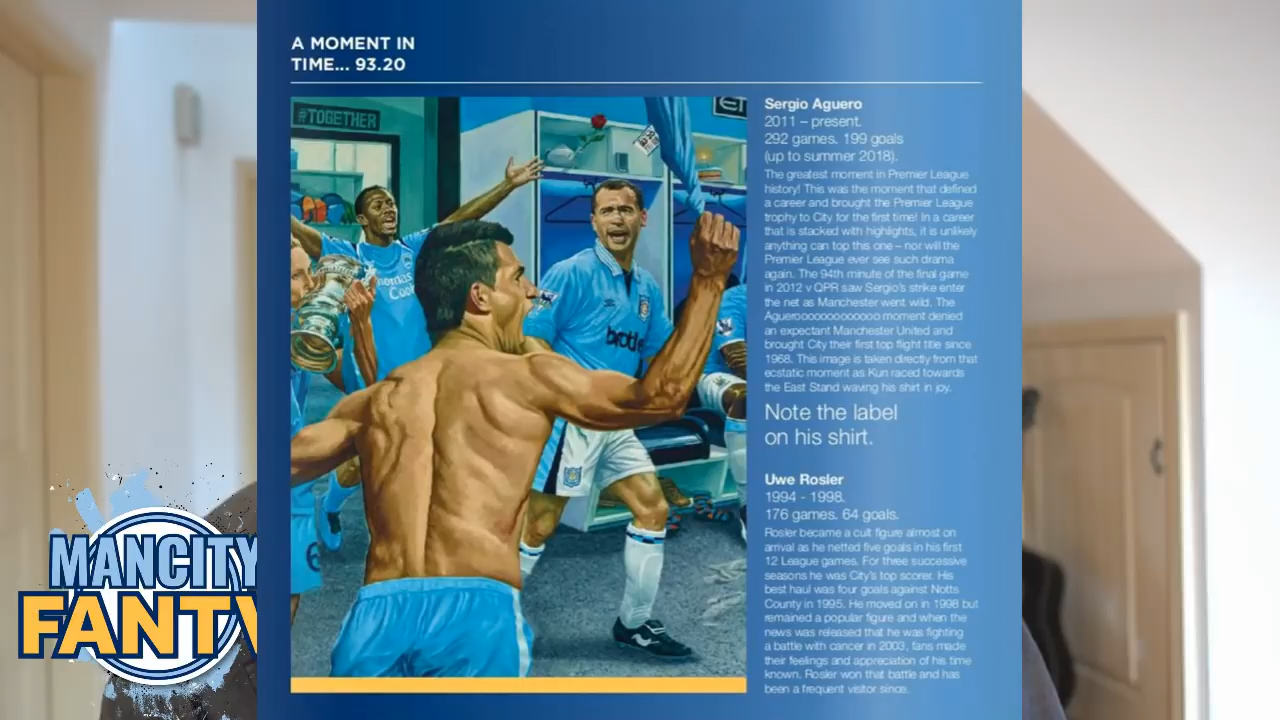 A MOMENT IN
TIME... 93.20
#TOGETHER
Thomas
Cook
brother
Sergio Aguero
2011 – present.
292 games. 199 goals
(up to summer 2018).
The greatest moment in Premier League
history! This was the moment that defined
a career and brought the Premier League
trophy to City for the first time! In a career
that is stacked with highlights, it is unlikely
anything can top this one – nor will the
Premier League ever see such drama
again. The 94th minute of the final game
in 2012 v QPR saw Sergio's strike enter
the net as Manchester went wild. The
Agueroooooooooooo moment denied
an expectant Manchester United and
brought City their first top flight title since
1968. This image is taken directly from that
ecstatic moment as Kun raced towards
the East Stand waving his shirt in joy.
Note the label
on his shirt.
Uwe Rosler
1994 - 1998.
176 games. 64 goals.
Rosler became a cult figure almost on
arrival as he netted five goals in his first
12 League games. For three successive
seasons he was City's top scorer. His
best haul was four goals against Notts
County in 1995. He moved on in 1998 but
remained a popular figure and when the
news was released that he was fighting
a battle with cancer in 2003, fans made
their feelings and appreciation of his time
known. Rosler won that battle and has
been a frequent visitor since.
MANCITY
FANTV